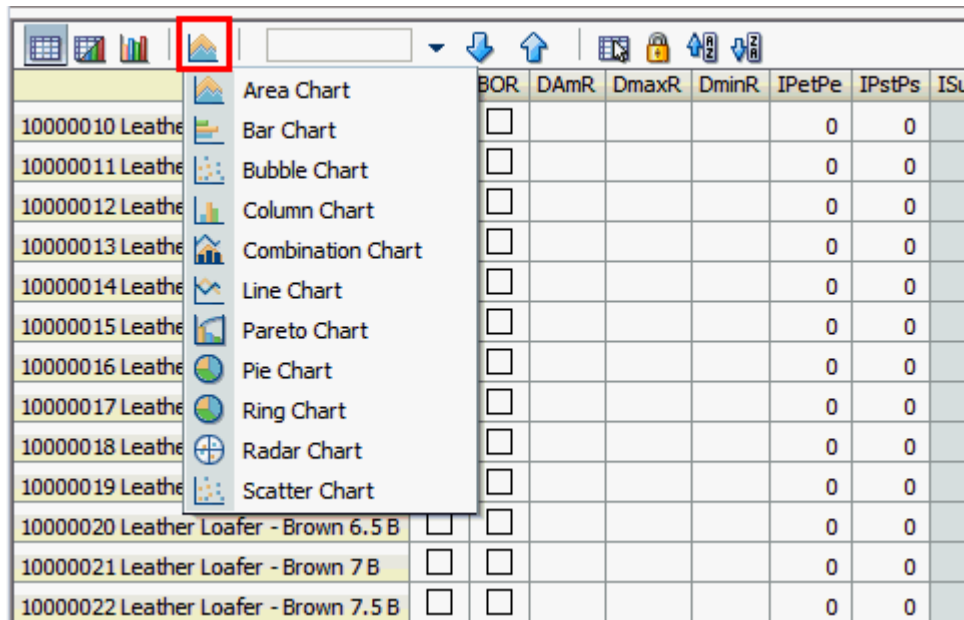 BOR DAmR DmaxR DminR IPetPe IPstPs ISu
Area Chart
10000010 Leathe 0 0
Bar Chart
10000011 Leathe 0 0
Bubble Chart
10000012 Leathe 0 0
Column Chart
10000013 Leathe 0 0
Combination Chart
10000014 Leathe 0 0
Line Chart
10000015 Leathe 0 0
Pareto Chart
10000016 Leathe 0 0
Pie Chart
10000017 Leathe 0 0
Ring Chart
10000018 Leathe 0 0
Radar Chart
10000019 Leathe 0 0
Scatter Chart
10000020 Leather Loafer - Brown 6.5 B 0 0
10000021 Leather Loafer - Brown 7 B 0 0
10000022 Leather Loafer - Brown 7.5 B 0 0